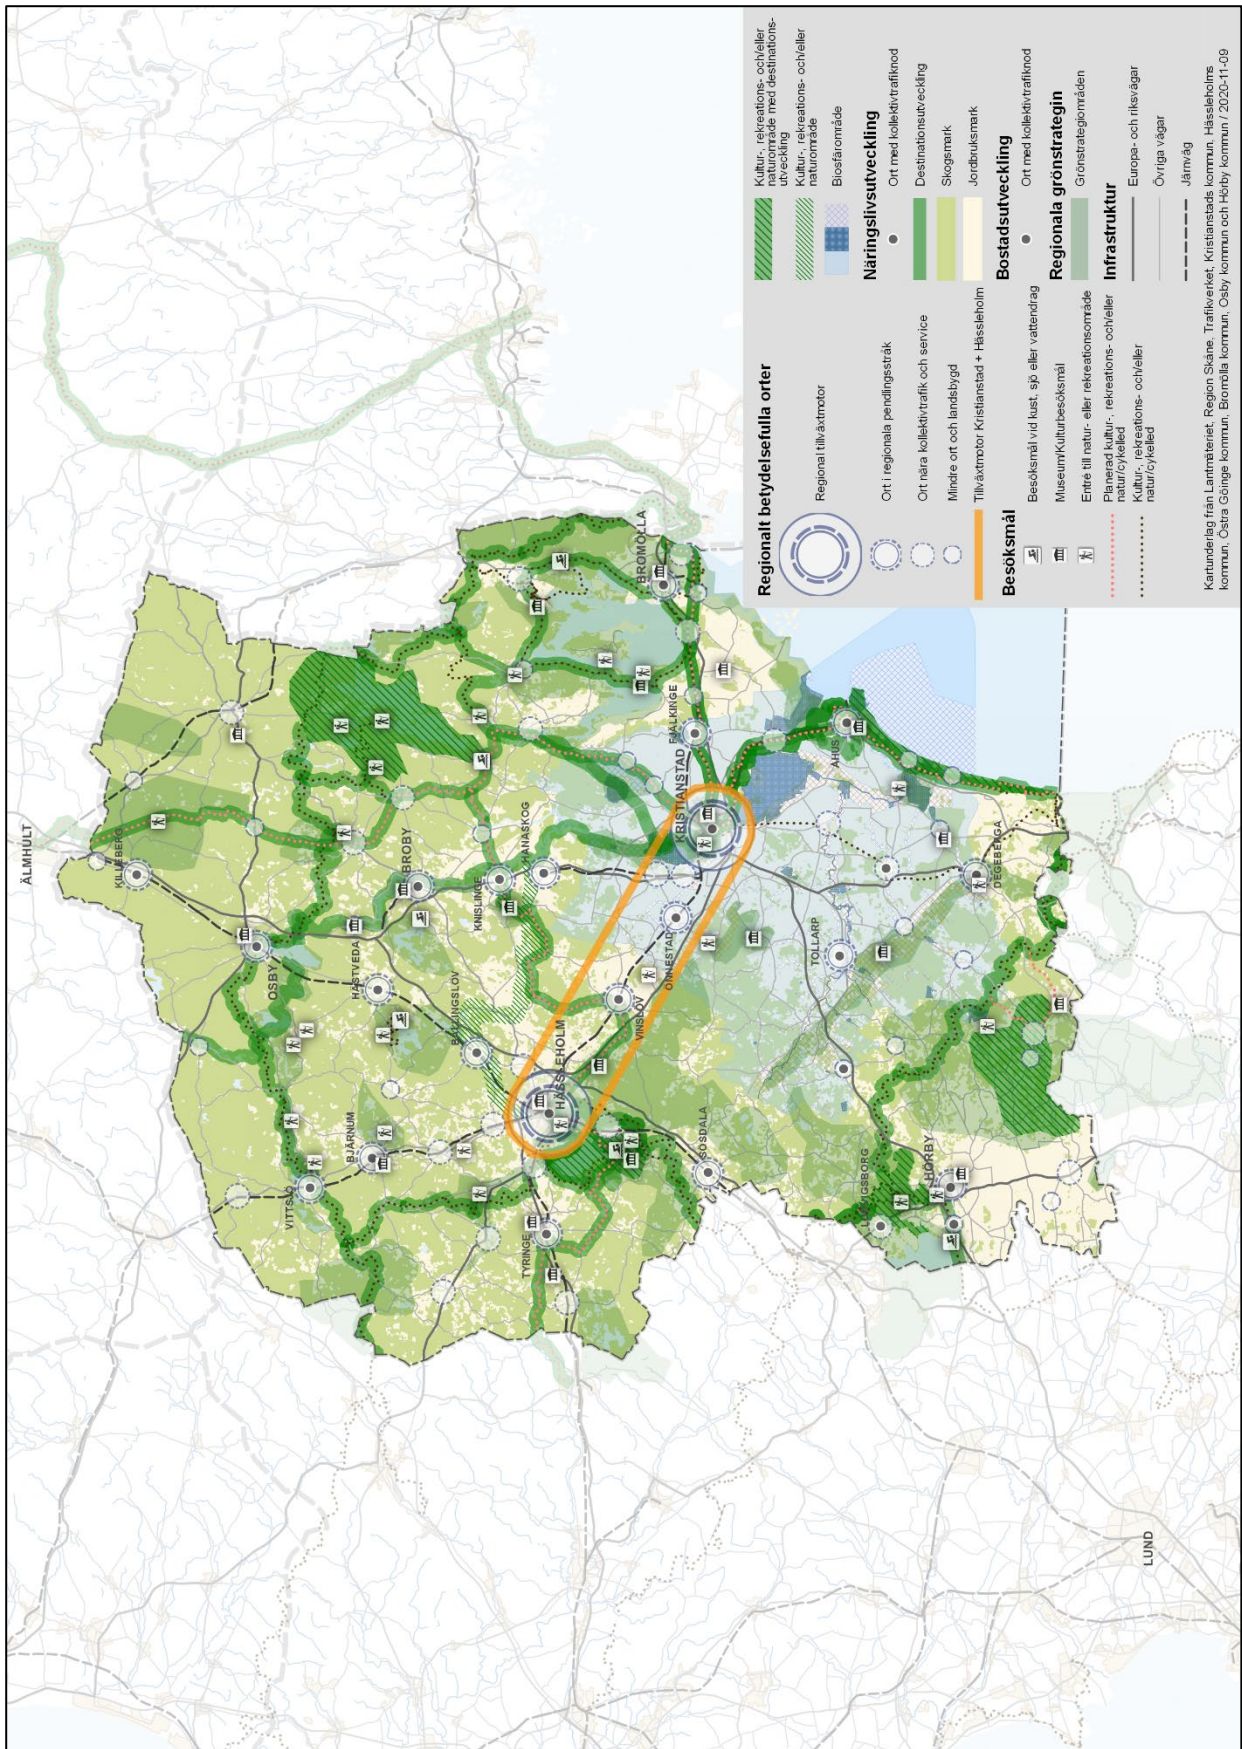 ÄLMHULT
KILLEBERG
OSBY
VITTSJÖ
HÄSTVEDA
BROBY
BJÄRNUM
BALLINGSLÖV
KNISLINGE
HANASKOG
BROMÖLLA
TYRINGE
HÄSSLEHOLM
VINSLÖV
ÖNNESTAD
KRISTIANSTAD
FJÄLKINGE
SÖSDALA
ÅHUS
TOLLARP
LUDVIGSBORG
HÖRBY
DEGEBERGA
LUND
Regionalt betydelsefulla orter
Regional tillväxtmotor
Ort i regionala pendlingsstråk
Ort nära kollektivtrafik och service
Mindre ort och landsbygd
Tillväxtmotor Kristianstad + Hässleholm
Besöksmål
Besöksmål vid kust, sjö eller vattendrag
Museum/Kulturbesöksmål
Entré till natur- eller rekreationsområde
Planerad kultur-, rekreations- och/eller
natur/cykelled
Kultur-, rekreations- och/eller
natur/cykelled
Kultur-, rekreations- och/eller
naturområde med destinations-
utveckling
Kultur-, rekreations- och/eller
naturområde
Biosfärområde
Näringslivsutveckling
Ort med kollektivtrafiknod
Destinationsutveckling
Skogsmark
Jordbruksmark
Bostadsutveckling
Ort med kollektivtrafiknod
Regionala grönstrategin
Grönstrategiområden
Infrastruktur
Europa- och riksvägar
Övriga vägar
Järnväg
Kartunderlag från Lantmäteriet, Region Skåne, Trafikverket, Kristianstads kommun, Hässleholms
kommun, Östra Göinge kommun, Bromölla kommun, Osby kommun och Hörby kommun / 2020-11-09